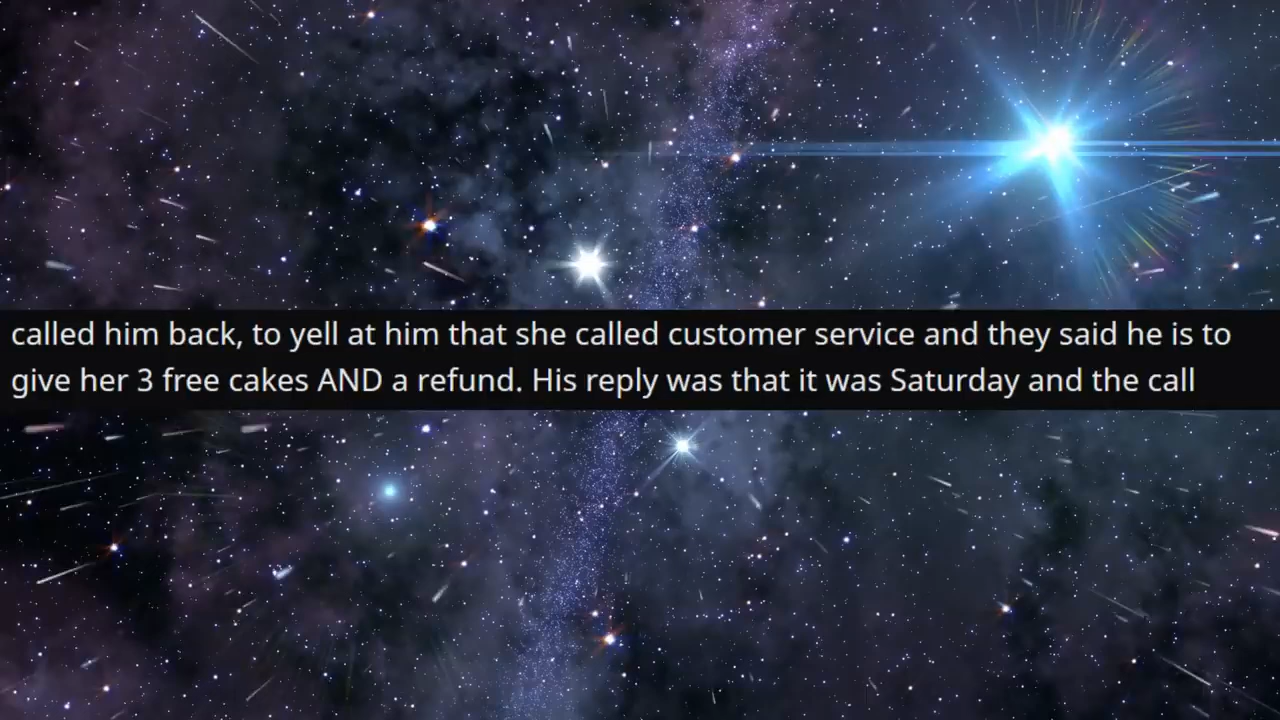 called him back, to yell at him that she called customer service and they said he is to
give her 3 free cakes AND a refund. His reply was that it was Saturday and the call